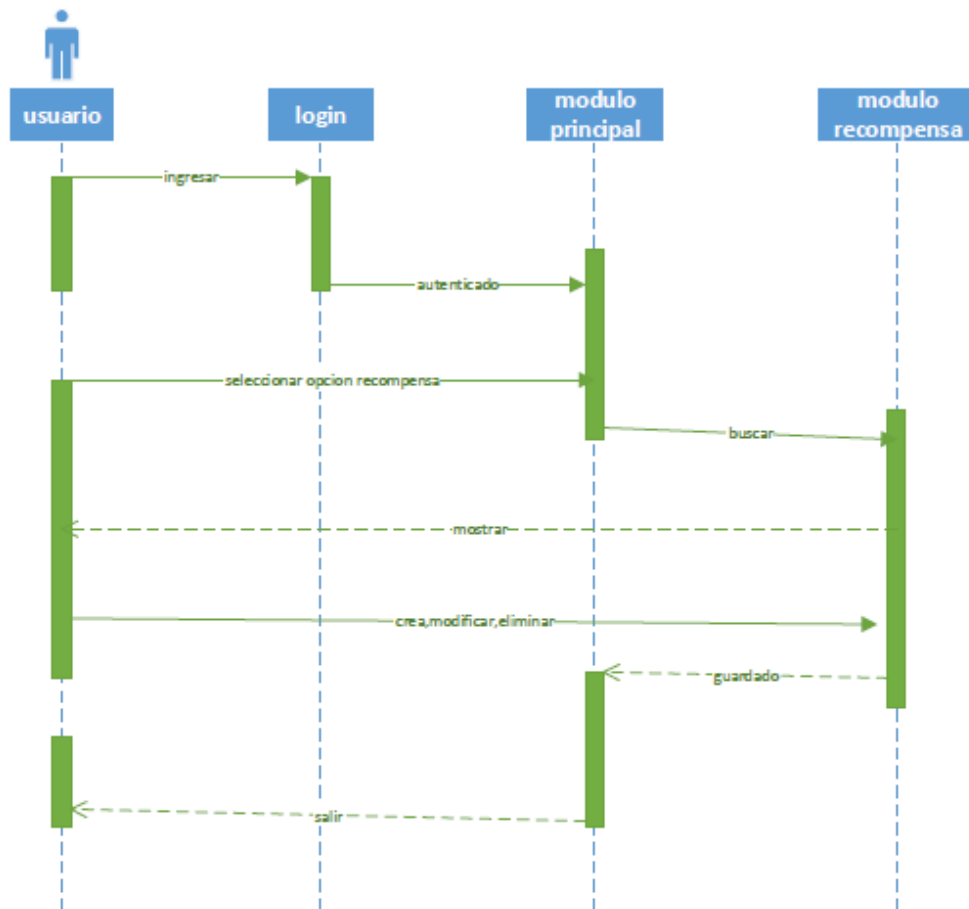 usuario
login
modulo
principal
modulo
recompensa
ingresar
autenticado
seleccionar opcion recompensa
buscar
mostrar
crea,modificar,eliminar
guardado
salir